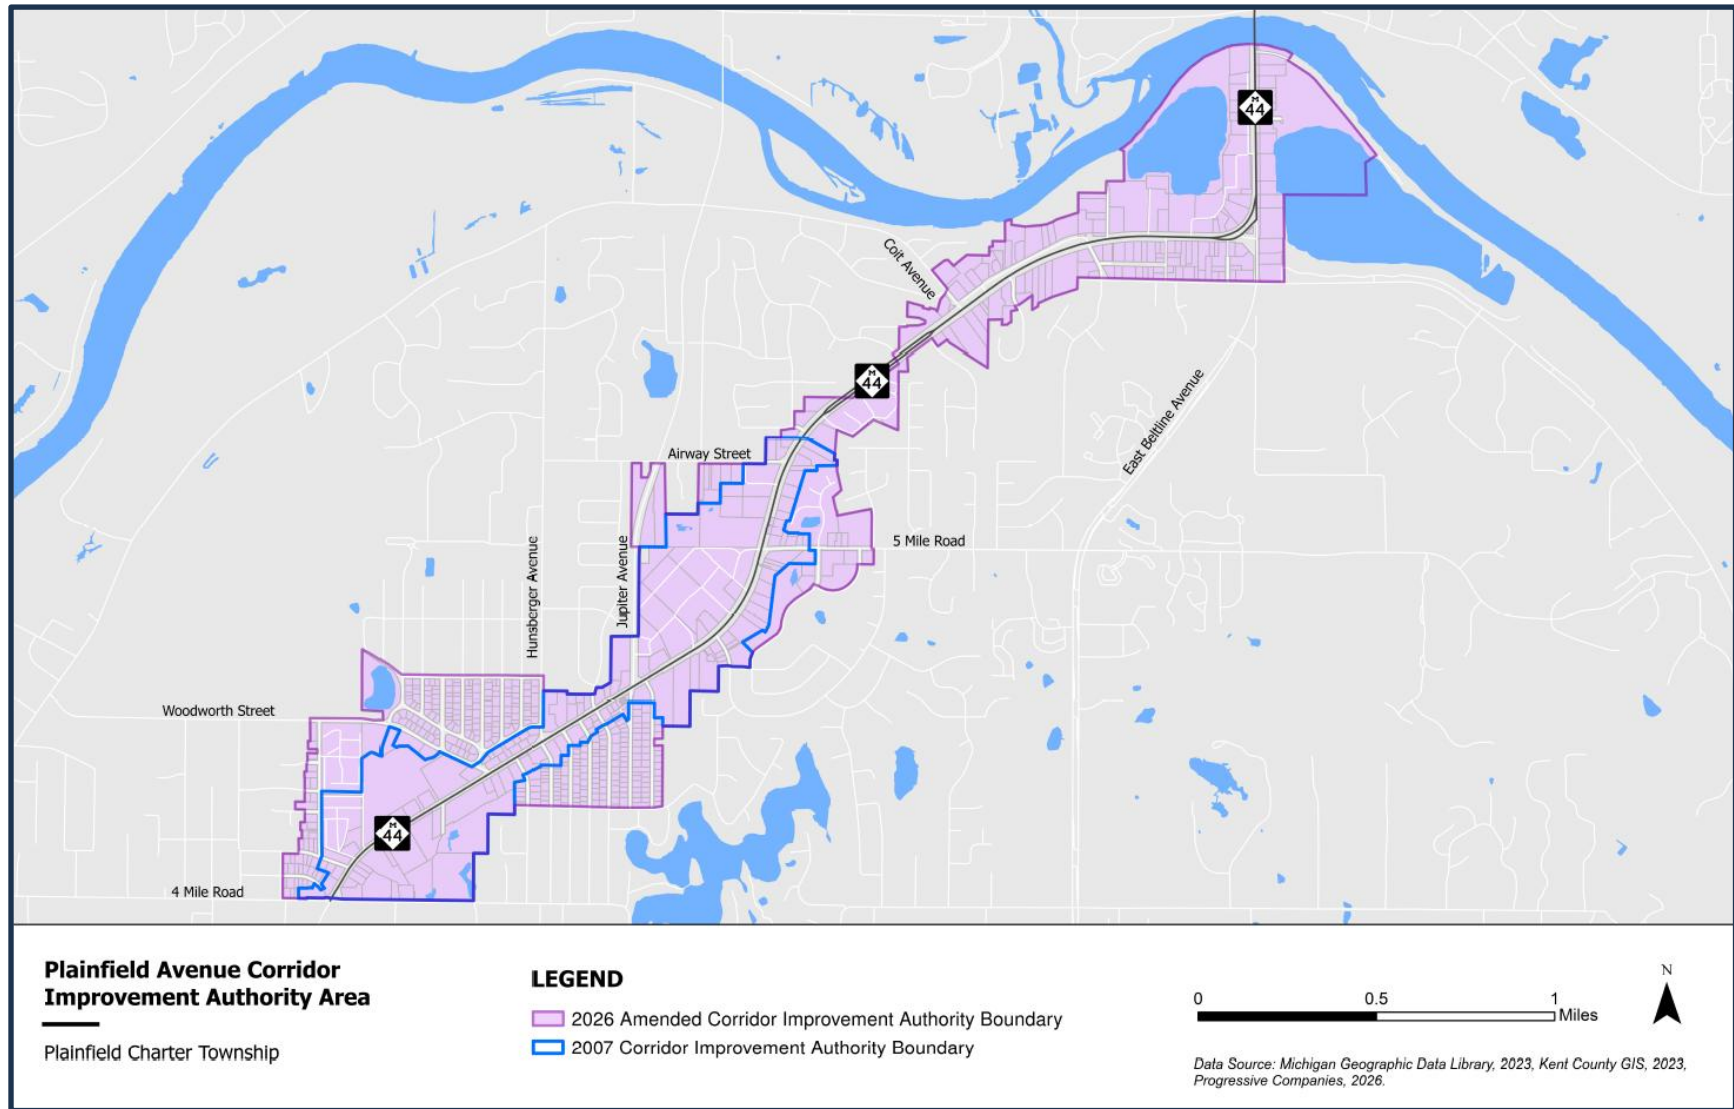 M
44
Coit Avenue
M
44
East Beltline Avenue
Airway Street
5 Mile Road
Hunsberger Avenue
Jupiter Avenue
Woodworth Street
M
44
4 Mile Road
Plainfield Avenue Corridor
Improvement Authority Area
Plainfield Charter Township
LEGEND
2026 Amended Corridor Improvement Authority Boundary
2007 Corridor Improvement Authority Boundary
0 0.5 1
Miles
N
Data Source: Michigan Geographic Data Library, 2023, Kent County GIS, 2023,
Progressive Companies, 2026.